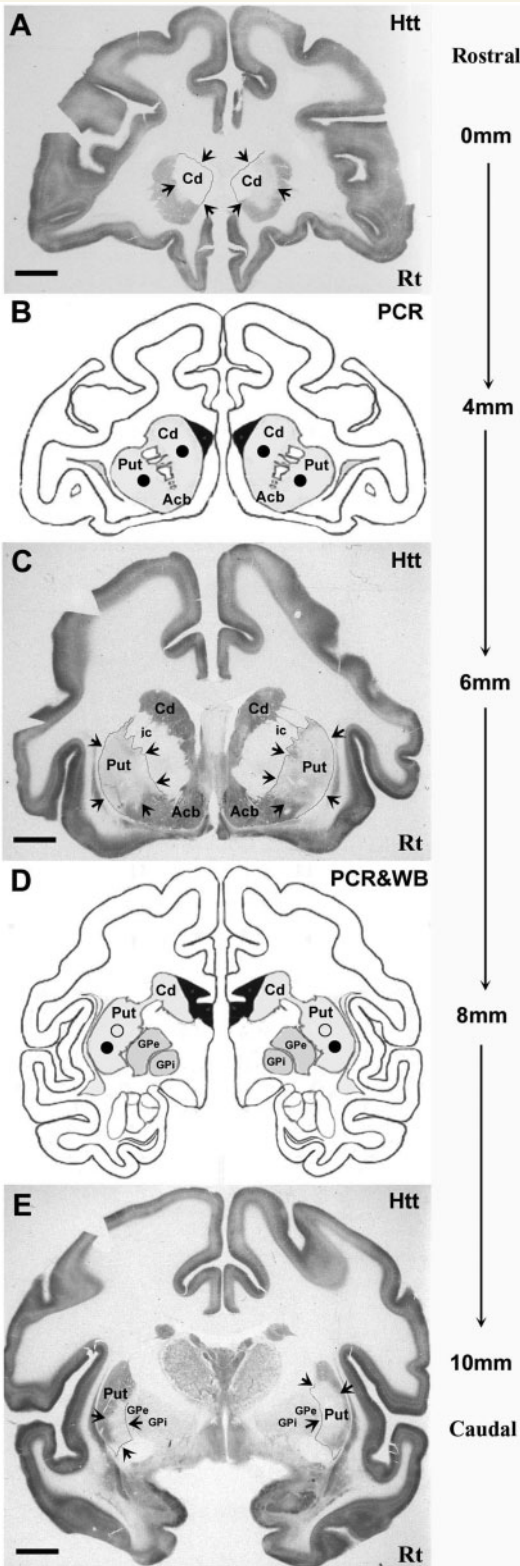 A Htt
Rostral
0mm
Cd Cd
Rt
B PCR
4mm
Cd Cd
Put Put
Acb Acb
C Htt
6mm
Cd Cd
ic ic
Put Put
Acb Acb
Rt
D PCR&WB
8mm
Cd Cd
Put Put
GPe GPe
GPi GPi
E Htt
10mm
Put GPe GPe Put
GPi GPi
Caudal
Rt